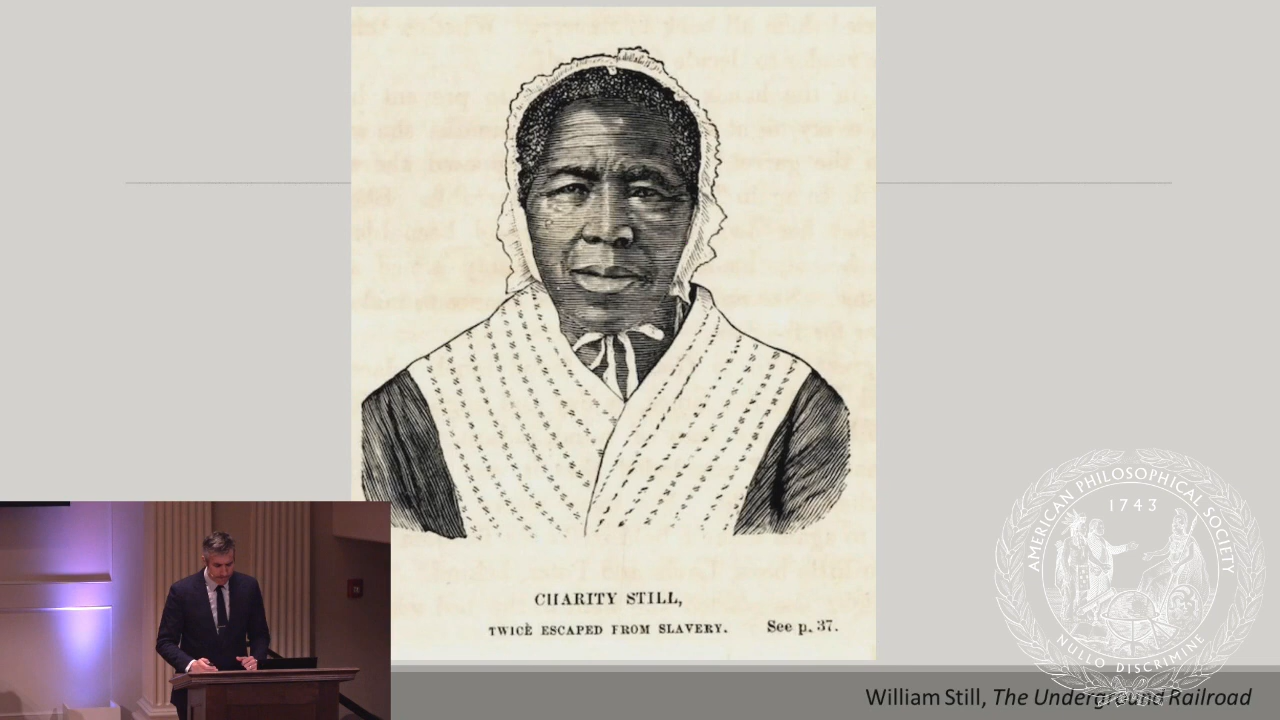 CHARITY STILL,
TWICE ESCAPED FROM SLAVERY. See p. 37.
AMERICAN PHILOSOPHICAL SOCIETY
1743
NULLO DISCRIMINE
William Still, The Underground Railroad